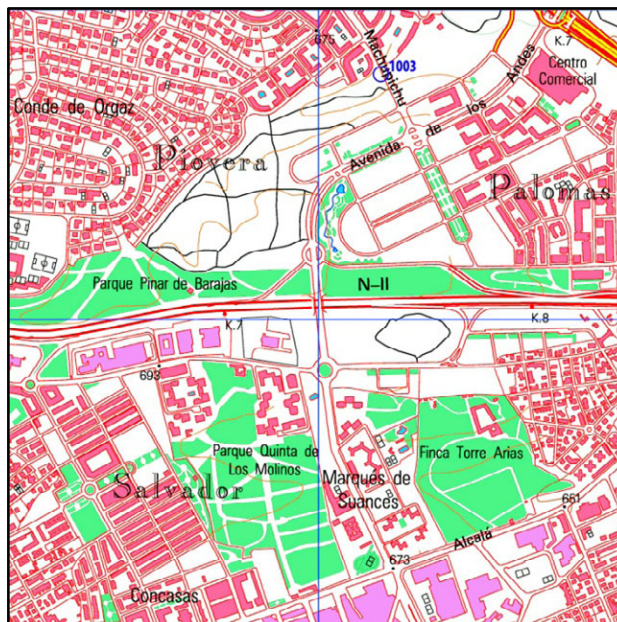 675
Machupichu
1003
K.7
Centro
Comercial
Conde de Orgaz
Avenida de los Andes
Piovera
Palomas
Parque Pinar de Barajas
N-II
K.7
K.8
693
Parque Quinta de
Los Molinos
Marqués de
Suances
Finca Torre Arias
Salvador
661
Alcalá
673
Concasas